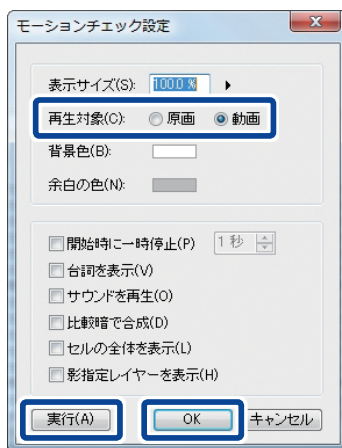 モーションチェック設定
表示サイズ(S): 100.0 %
再生対象(C): 原画 動画
背景色(B):
余白の色(N):
開始時に一時停止(P) 1 秒
台詞を表示(V)
サウンドを再生(O)
比較暗で合成(D)
セルの全体を表示(L)
影指定レイヤーを表示(H)
実行(A) OK キャンセル